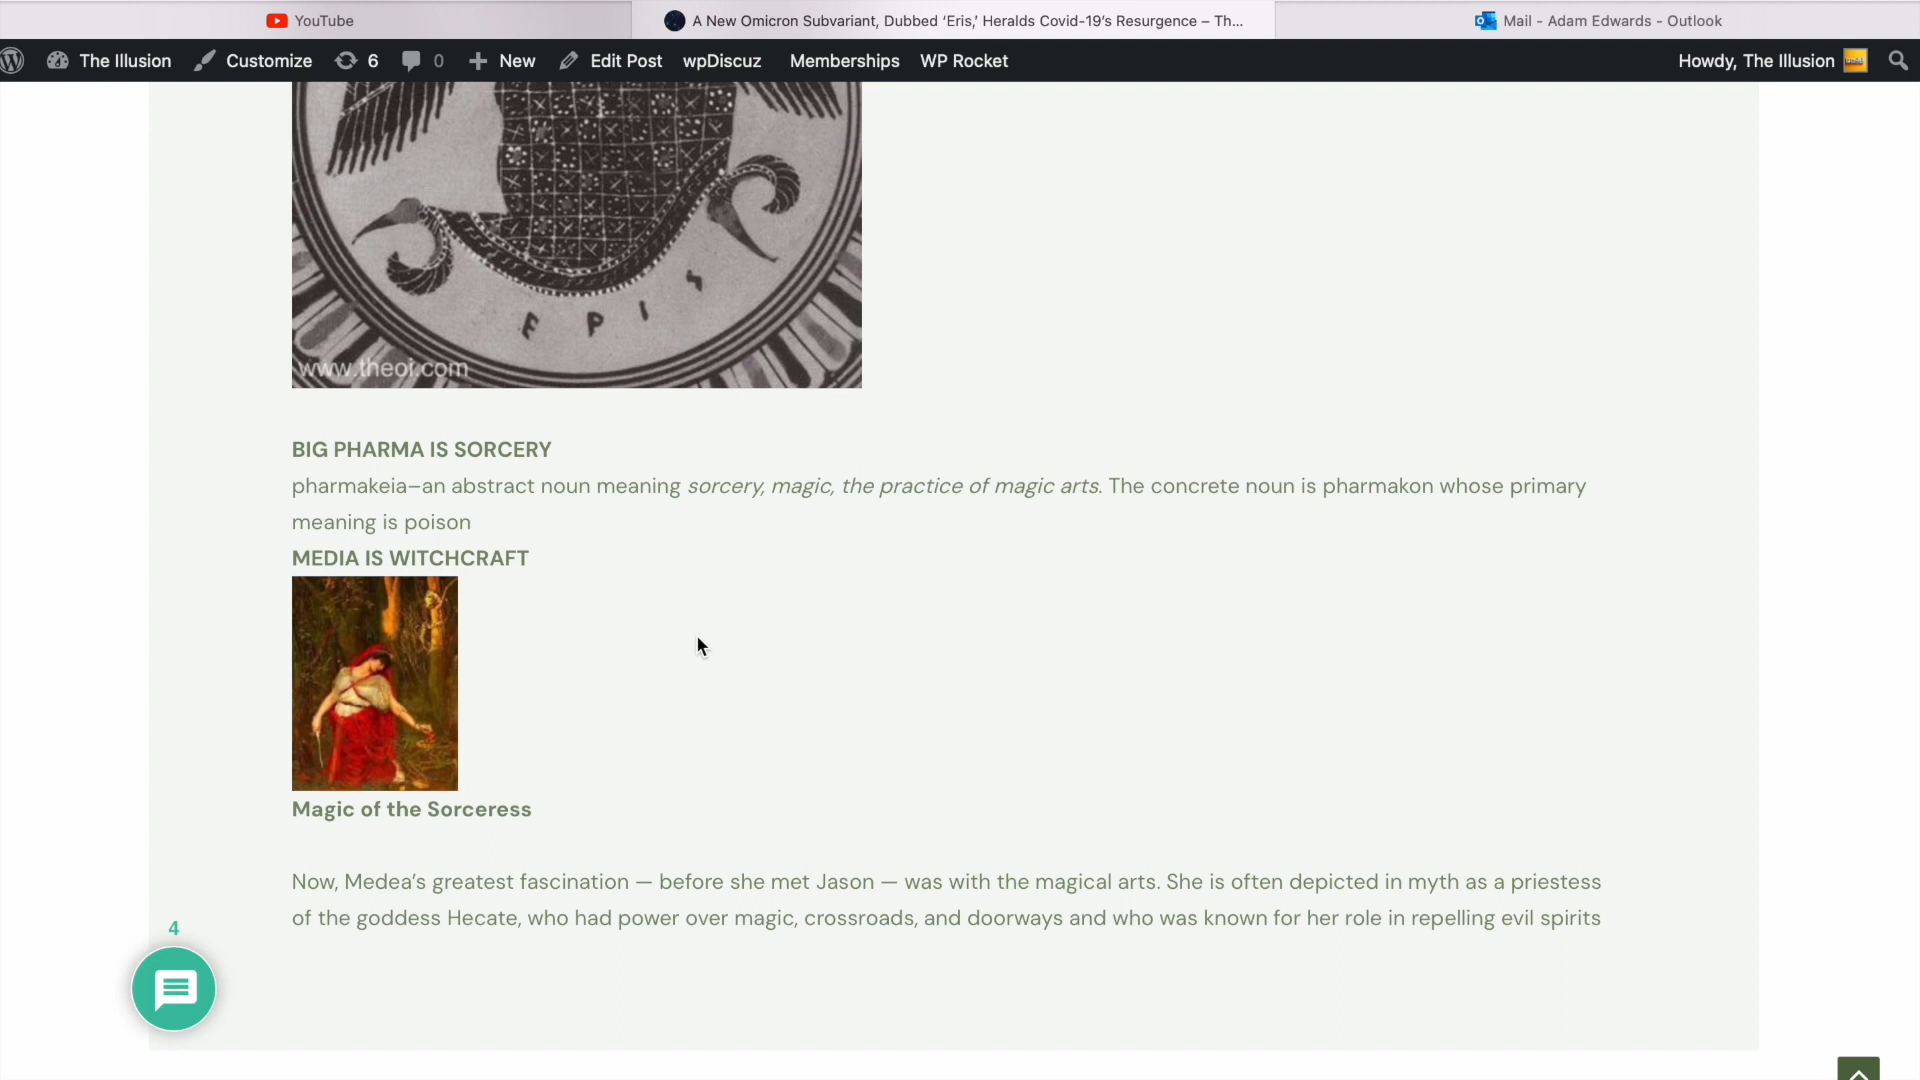 YouTube
A New Omicron Subvariant, Dubbed ‘Eris,’ Heralds Covid-19’s Resurgence – Th...
Mail - Adam Edwards - Outlook
The Illusion
Customize
6
0
New
Edit Post
wpDiscuz
Memberships
WP Rocket
Howdy, The Illusion
Ε Ρ Ι Σ
www.theoi.com
BIG PHARMA IS SORCERY
pharmakeia–an abstract noun meaning sorcery, magic, the practice of magic arts. The concrete noun is pharmakon whose primary
meaning is poison
MEDIA IS WITCHCRAFT
Magic of the Sorceress
Now, Medea’s greatest fascination — before she met Jason — was with the magical arts. She is often depicted in myth as a priestess
of the goddess Hecate, who had power over magic, crossroads, and doorways and who was known for her role in repelling evil spirits
4